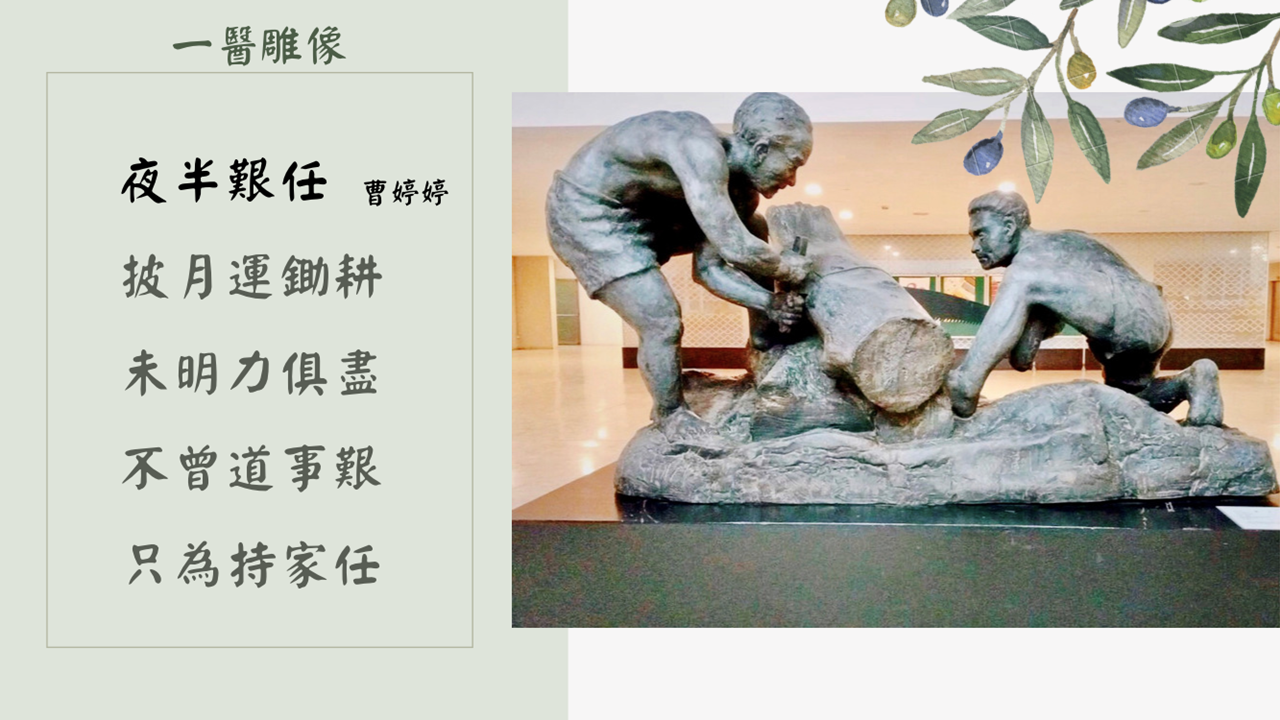 一醫雕像
夜半艱任 曹婷婷
披月運鋤耕
未明力俱盡
不曾道事艱
只為持家任